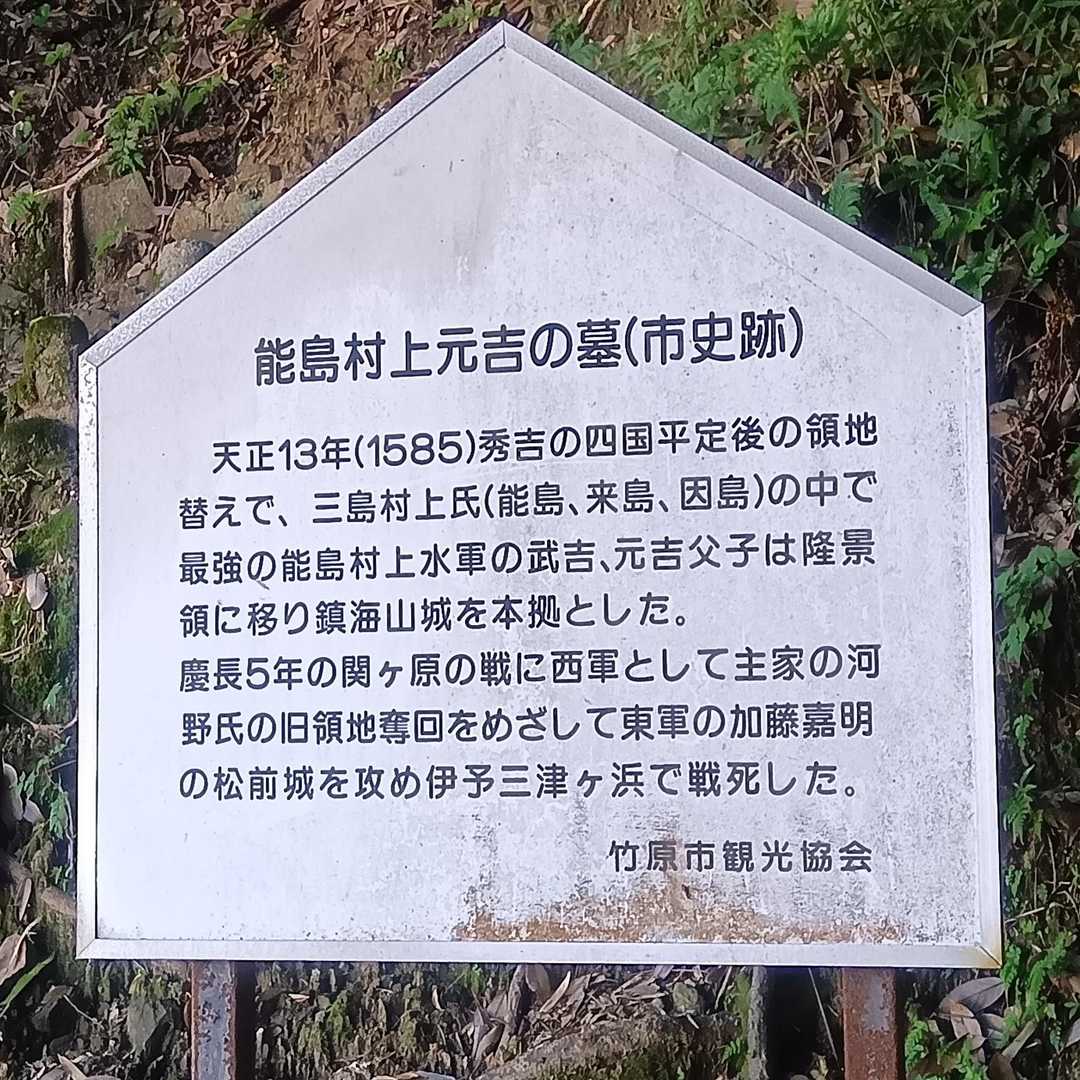 能島村上元吉の墓(市史跡)
天正13年(1585)秀吉の四国平定後の領地
替えで、三島村上氏(能島、来島、因島)の中で
最強の能島村上水軍の武吉、元吉父子は隆景
領に移り鎮海山城を本拠とした。
慶長5年の関ヶ原の戦に西軍として主家の河
野氏の旧領地奪回をめざして東軍の加藤嘉明
の松前城を攻め伊予三津ヶ浜で戦死した。
竹原市観光協会